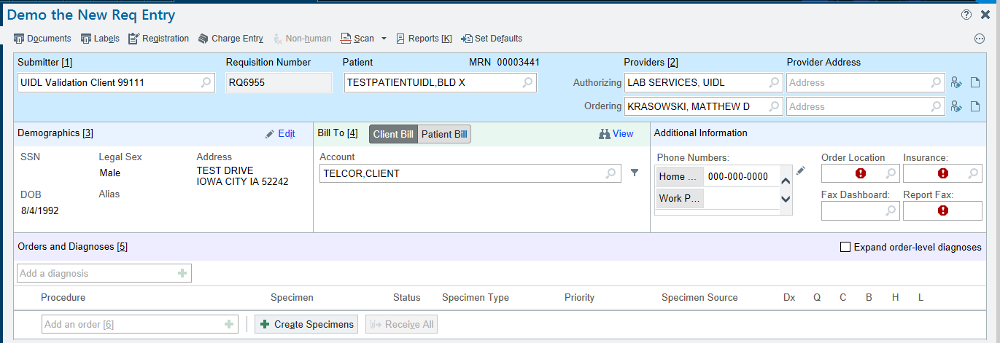 Demo the New Req Entry
Documents Labels Registration Charge Entry Non-human Scan Reports [K] Set Defaults
Submitter [1] Requisition Number Patient MRN 00003441 Providers [2] Provider Address
UIDL Validation Client 99111 RQ6955 TESTPATIENTUIDL,BLD X Authorizing LAB SERVICES, UIDL Address
Ordering KRASOWSKI, MATTHEW D Address
Demographics [3] Edit Bill To [4] Client Bill Patient Bill View Additional Information
SSN Legal Sex Address Account Phone Numbers: Order Location Insurance:
Male TEST DRIVE TELCOR,CLIENT Home ... 000-000-0000
IOWA CITY IA 52242
DOB Alias Work P... Fax Dashboard: Report Fax:
8/4/1992
Orders and Diagnoses [5] Expand order-level diagnoses
Add a diagnosis
Procedure Specimen Status Specimen Type Priority Specimen Source Dx Q C B H L
Add an order [6] Create Specimens Receive All